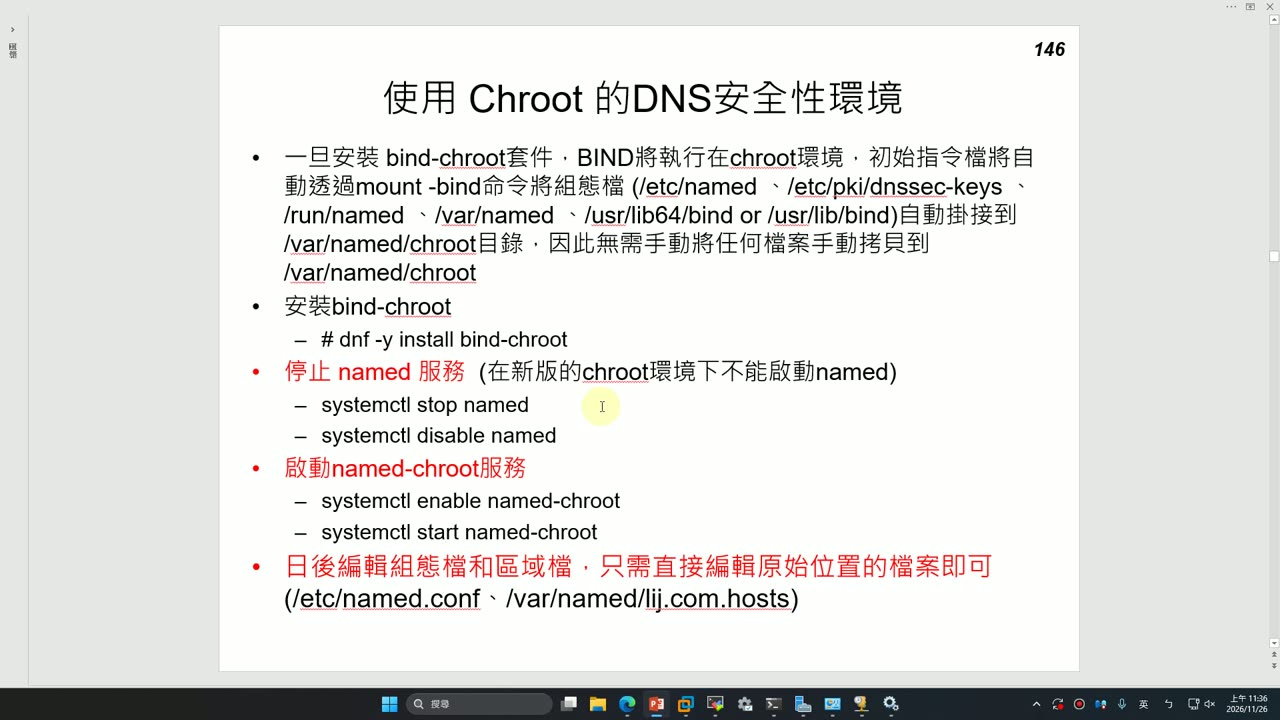 146
使用 Chroot 的DNS安全性環境
• 一旦安裝 bind-chroot套件，BIND將執行在chroot環境，初始指令檔將自
動透過mount -bind命令將組態檔 (/etc/named 、/etc/pki/dnssec-keys 、
/run/named 、/var/named 、/usr/lib64/bind or /usr/lib/bind)自動掛接到
/var/named/chroot目錄，因此無需手動將任何檔案手動拷貝到
/var/named/chroot
• 安裝bind-chroot
– # dnf -y install bind-chroot
• 停止 named 服務 (在新版的chroot環境下不能啟動named)
– systemctl stop named
– systemctl disable named
• 啟動named-chroot服務
– systemctl enable named-chroot
– systemctl start named-chroot
• 日後編輯組態檔和區域檔，只需直接編輯原始位置的檔案即可
(/etc/named.conf、/var/named/lij.com.hosts)
搜尋
英
上午 11:36
2026/11/26